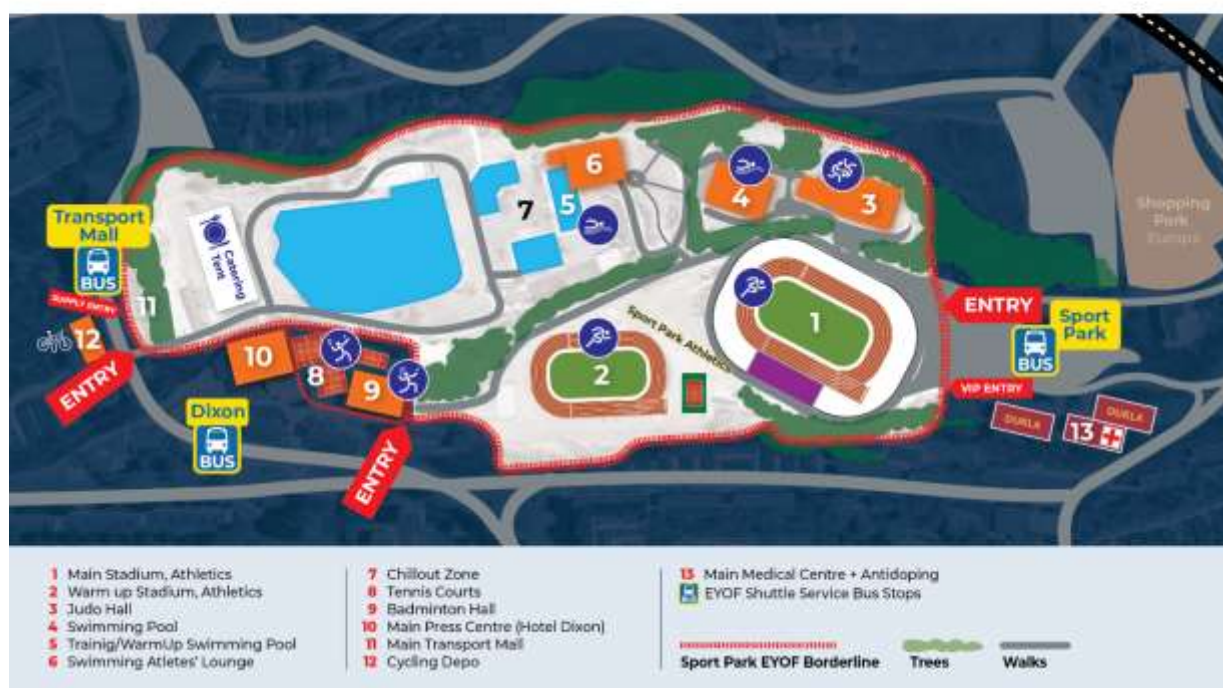 6
4
3
7
5
Transport
Mall
BUS
Catering
Tent
Shopping
Park
Europa
SUPPLY ENTRY
11
12
ENTRY
ENTRY
Sport
Park
BUS
1
Sport Park Athletics
10
8
9
2
VIP ENTRY
Dixon
BUS
ENTRY
DUKLA
DUKLA
13
1 Main Stadium, Athletics
2 Warm up Stadium, Athletics
3 Judo Hall
4 Swimming Pool
5 Trainig/WarmUp Swimming Pool
6 Swimming Atletes' Lounge
7 Chillout Zone
8 Tennis Courts
9 Badminton Hall
10 Main Press Centre (Hotel Dixon)
11 Main Transport Mall
12 Cycling Depo
13 Main Medical Centre + Antidoping
EYOF Shuttle Service Bus Stops
Sport Park EYOF Borderline
Trees
Walks